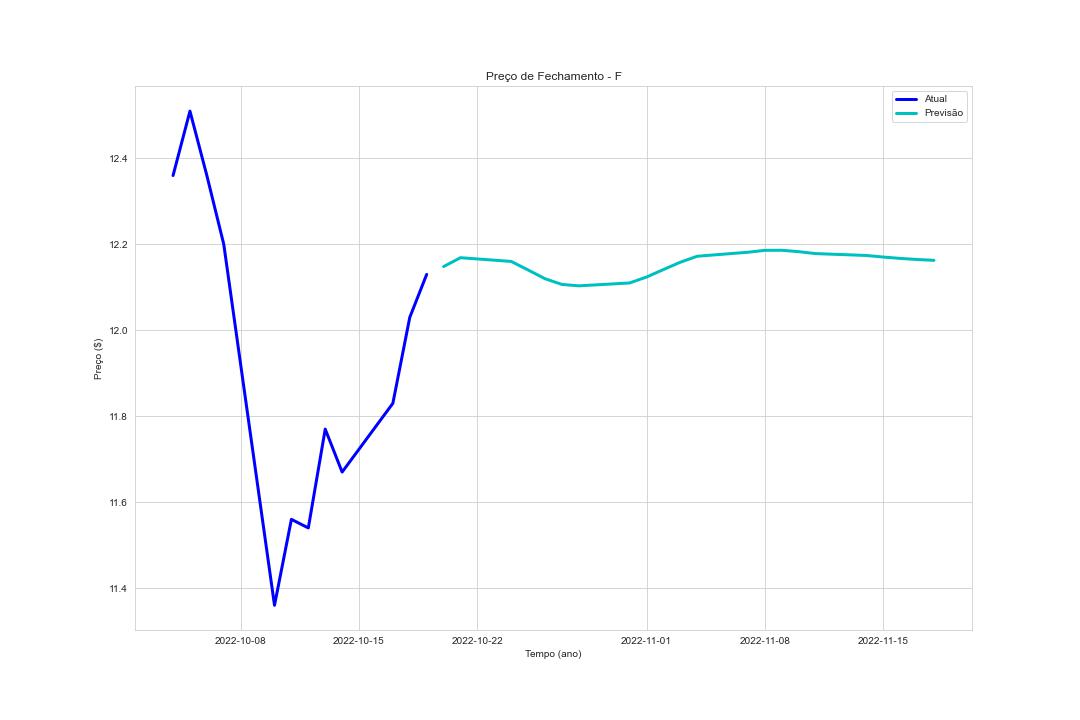 Preço de Fechamento - F
Atual
Previsão
12.4
12.2
12.0
11.8
11.6
11.4
Preço ($)
2022-10-08
2022-10-15
2022-10-22
2022-11-01
2022-11-08
2022-11-15
Tempo (ano)